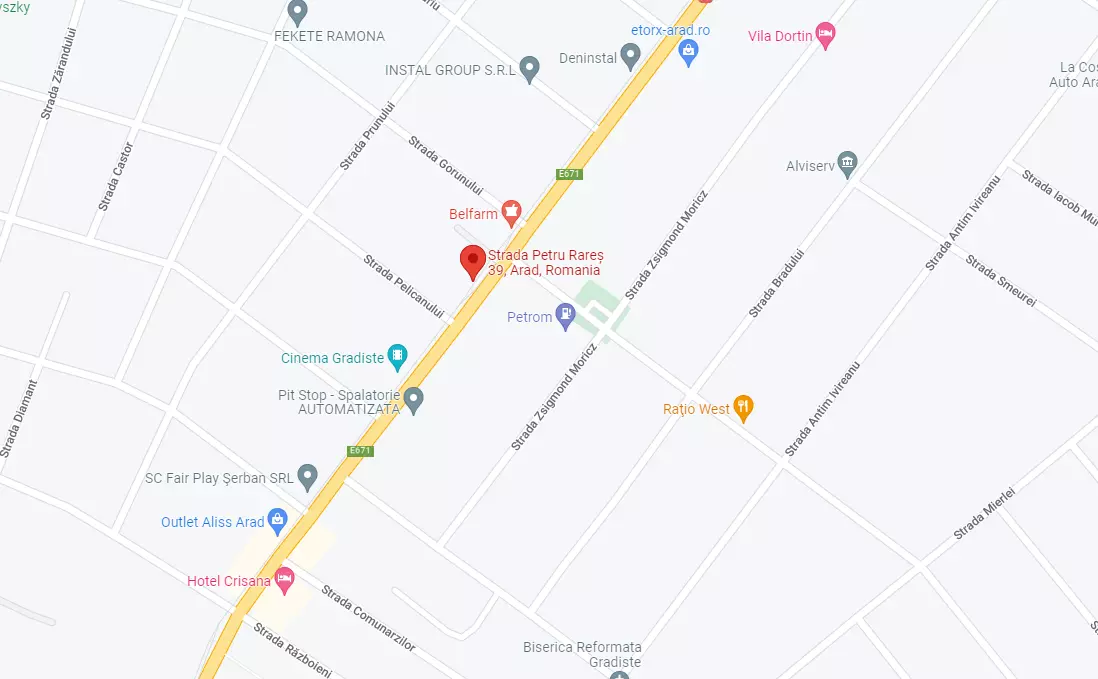 vszky
FEKETE RAMONA
etorx-arad.ro
Vila Dortin
Deninstal
INSTAL GROUP S.R.L
La Cos
Auto Ara
Strada Zărandului
Strada Prunului
Strada Castor
Strada Gorunului
E671
Alviserv
Strada Iacob Mur
Belfarm
Strada Zsigmond Moricz
Strada Antim Ivireanu
Strada Petru Rareș
39, Arad, Romania
Strada Pelicanului
Strada Bradului
Strada Smeurei
Petrom
Cinema Gradiste
Pit Stop - Spalatorie
AUTOMATIZATA
Strada Zsigmond Moricz
Rațio West
Strada Diamant
Strada Antim Ivireanu
E671
SC Fair Play Șerban SRL
Outlet Aliss Arad
Strada Mierlei
Hotel Crisana
Strada Comunarzilor
Strada Războieni
Biserica Reformata
Gradiste